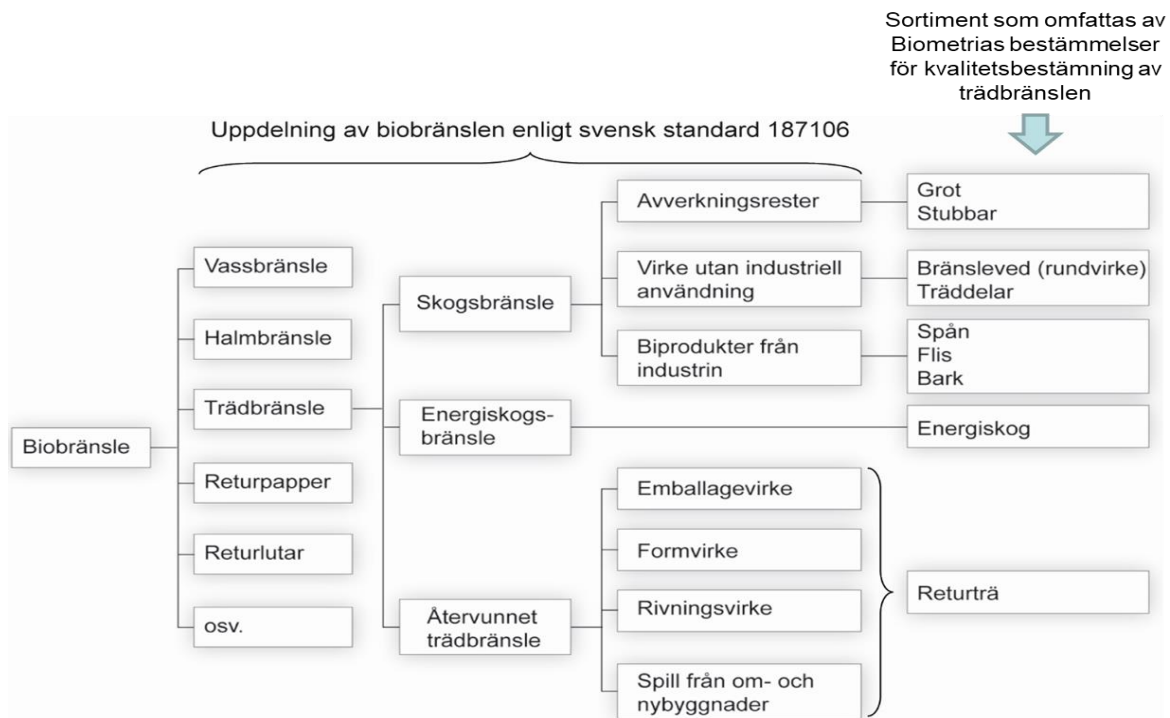 Sortiment som omfattas av
Biometrias bestämmelser
för kvalitetsbestämning av
trädbränslen
Uppdelning av biobränslen enligt svensk standard 187106
Biobränsle
Vassbränsle
Halmbränsle
Trädbränsle
Returpapper
Returlutar
osv.
Skogsbränsle
Energiskogs-
bränsle
Återvunnet
trädbränsle
Avverkningsrester
Virke utan industriell
användning
Biprodukter från
industrin
Emballagevirke
Formvirke
Rivningsvirke
Spill från om- och
nybyggnader
Grot
Stubbar
Bränsleved (rundvirke)
Träddelar
Spån
Flis
Bark
Energiskog
Returträ